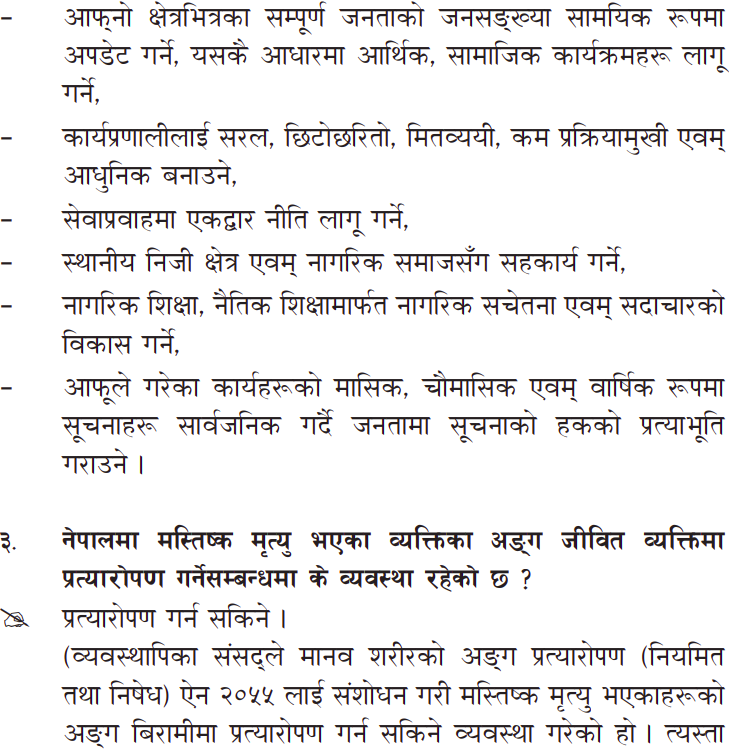 – आफ्नो क्षेत्रभित्रका सम्पूर्ण जनताको जनसङ्ख्या सामयिक रूपमा
अपडेट गर्ने, यसकै आधारमा आर्थिक, सामाजिक कार्यक्रमहरू लागू
गर्ने,
– कार्यप्रणालीलाई सरल, छिटोछरितो, मितव्ययी, कम प्रक्रियामुखी एवम्
आधुनिक बनाउने,
– सेवाप्रवाहमा एकद्वार नीति लागू गर्ने,
– स्थानीय निजी क्षेत्र एवम् नागरिक समाजसँग सहकार्य गर्ने,
– नागरिक शिक्षा, नैतिक शिक्षामार्फत नागरिक सचेतना एवम् सदाचारको
विकास गर्ने,
– आफूले गरेका कार्यहरूको मासिक, चौमासिक एवम् वार्षिक रूपमा
सूचनाहरू सार्वजनिक गर्दै जनतामा सूचनाको हकको प्रत्याभूति
गराउने ।
३. नेपालमा मस्तिष्क मृत्यु भएका व्यक्तिका अङ्ग जीवित व्यक्तिमा
प्रत्यारोपण गर्नेसम्बन्धमा के व्यवस्था रहेको छ ?
प्रत्यारोपण गर्न सकिने ।
(व्यवस्थापिका संसद्ले मानव शरीरको अङ्ग प्रत्यारोपण (नियमित
तथा निषेध) ऐन २०५५ लाई संशोधन गरी मस्तिष्क मृत्यु भएकाहरूको
अङ्ग बिरामीमा प्रत्यारोपण गर्न सकिने व्यवस्था गरेको हो । त्यस्ता